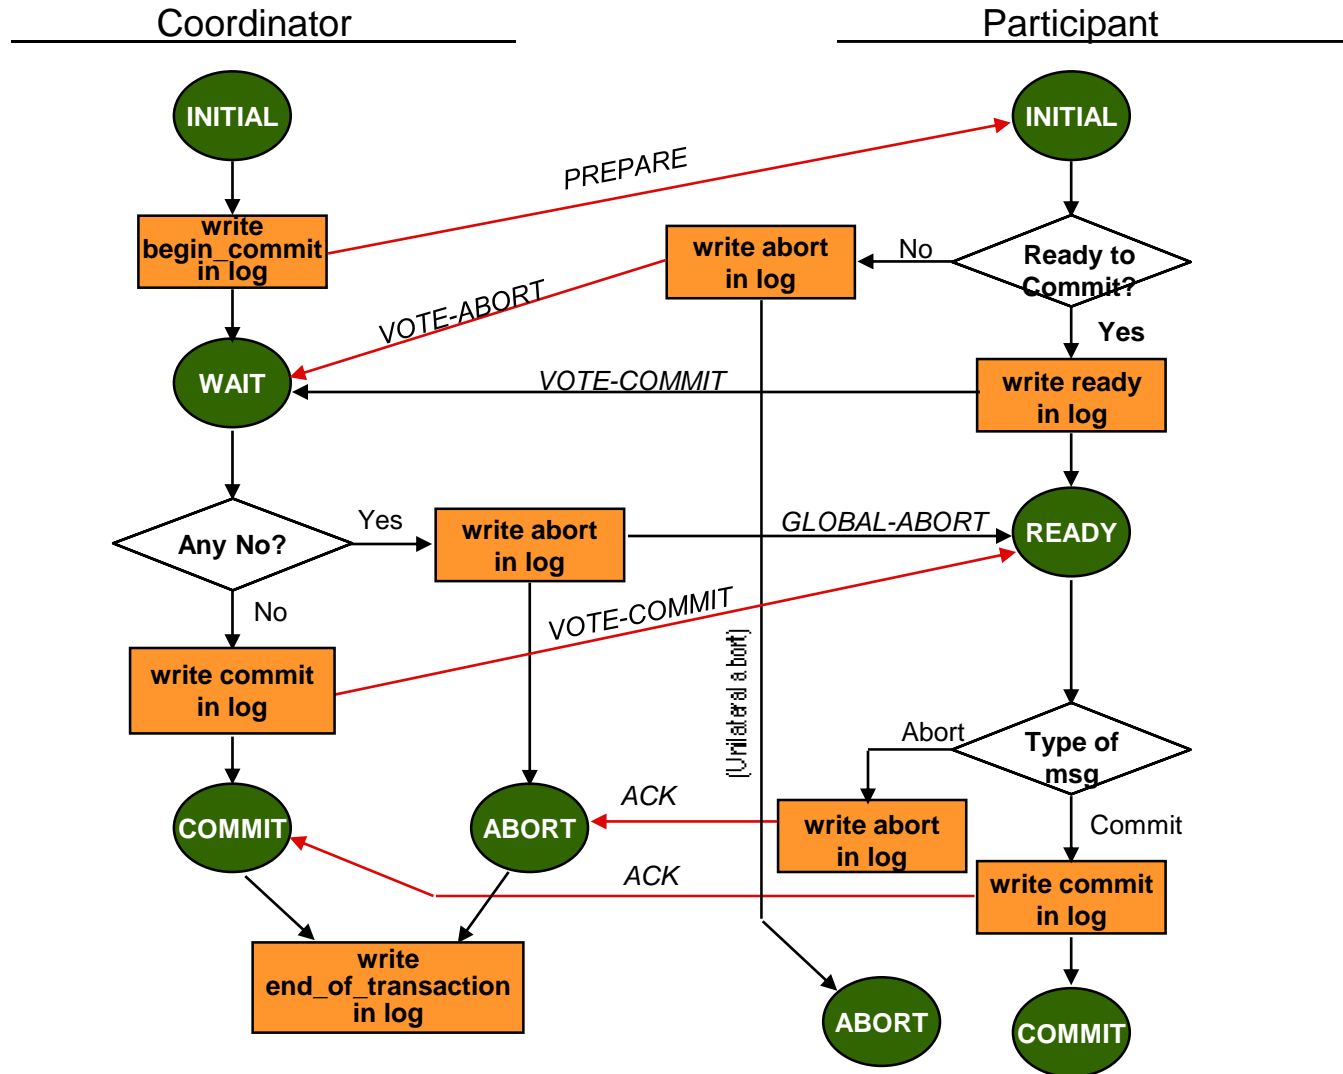 Coordinator
Participant
INITIAL
INITIAL
PREPARE
write
begin_commit
in log
write abort
in log
No
Ready to
Commit?
VOTE-ABORT
Yes
WAIT
VOTE-COMMIT
write ready
in log
Any No?
Yes
write abort
in log
GLOBAL-ABORT
READY
No
VOTE-COMMIT
write commit
in log
(Unilateral abort)
Abort
Type of
msg
COMMIT
ABORT
ACK
write abort
in log
Commit
ACK
write commit
in log
write
end_of_transaction
in log
ABORT
COMMIT